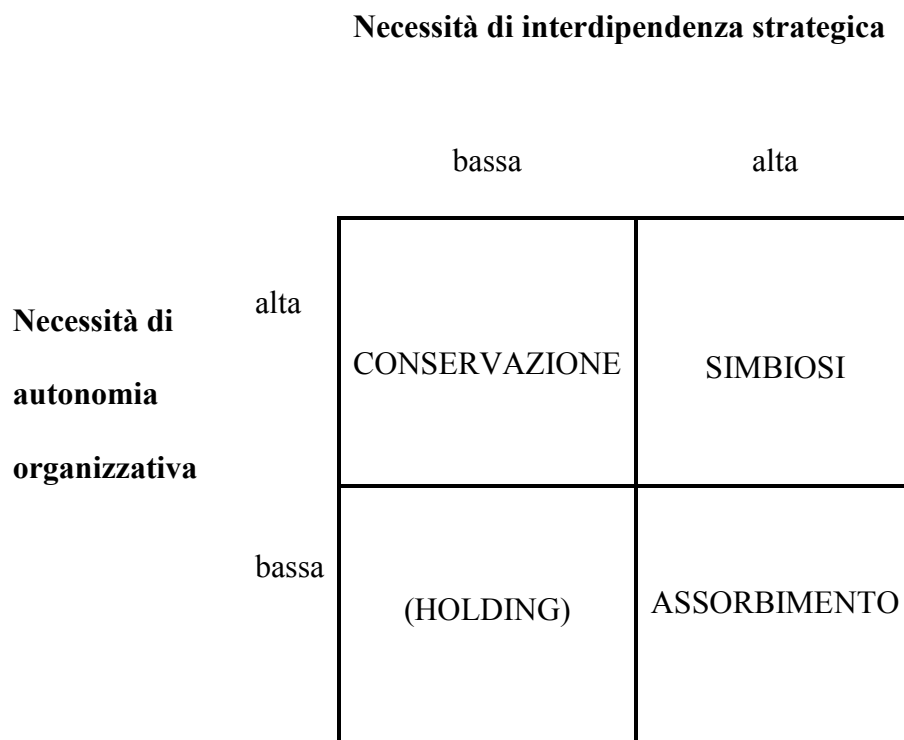 Necessità di interdipendenza strategica
bassa alta
alta
Necessità di
autonomia
organizzativa
CONSERVAZIONE SIMBIOSI
bassa
(HOLDING) ASSORBIMENTO